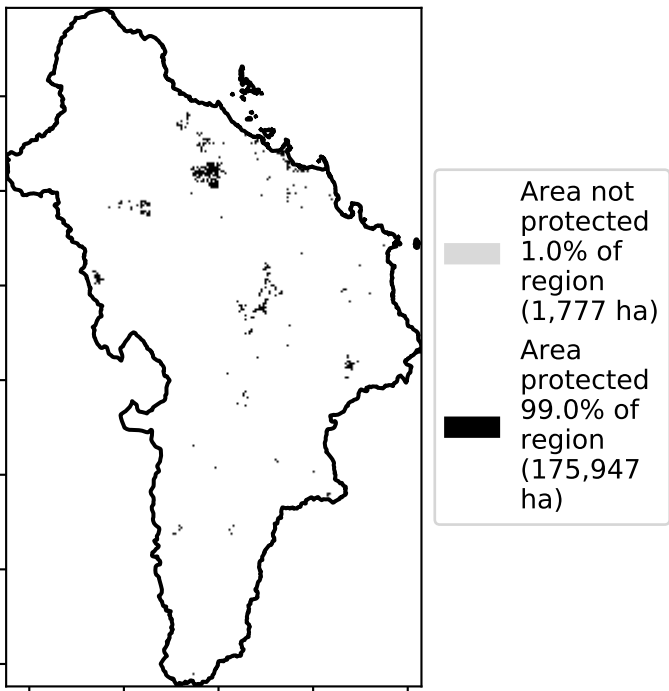 Area not
protected
1.0% of
region
(1,777 ha)
Area
protected
99.0% of
region
(175,947
ha)